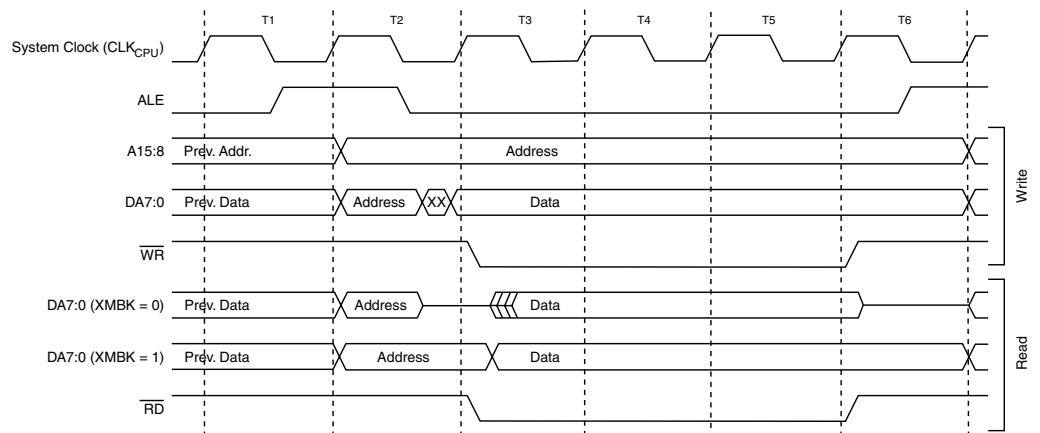 T1 T2 T3 T4 T5 T6
System Clock (CLKCPU)
ALE
A15:8 Prev. Addr. Address
DA7:0 Prev. Data Address XX Data
WR
Write
DA7:0 (XMBK = 0) Prev. Data Address Data
DA7:0 (XMBK = 1) Prev. Data Address Data
RD
Read